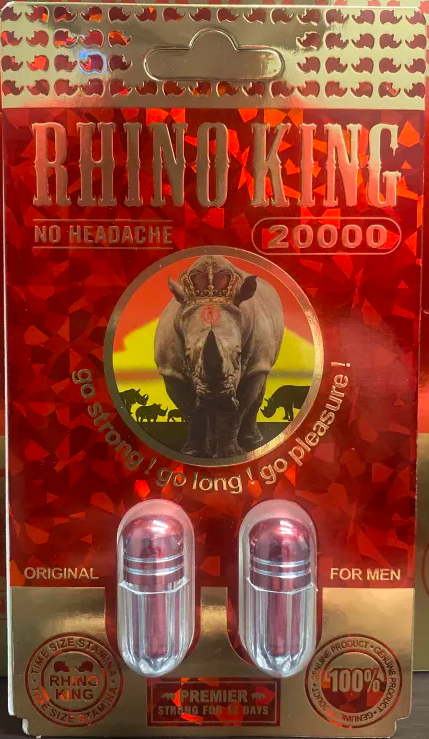 RHINO KING
NO HEADACHE
20000
go strong ! go long ! go pleasure !
ORIGINAL
FOR MEN
TIME SIZE STAMINA
RHINO
KING
TIME SIZE STAMINA
PREMIER
STRONG FOR DAYS
GENUINE PRODUCT • GENUINE PRODUCT • GENUINE
100%